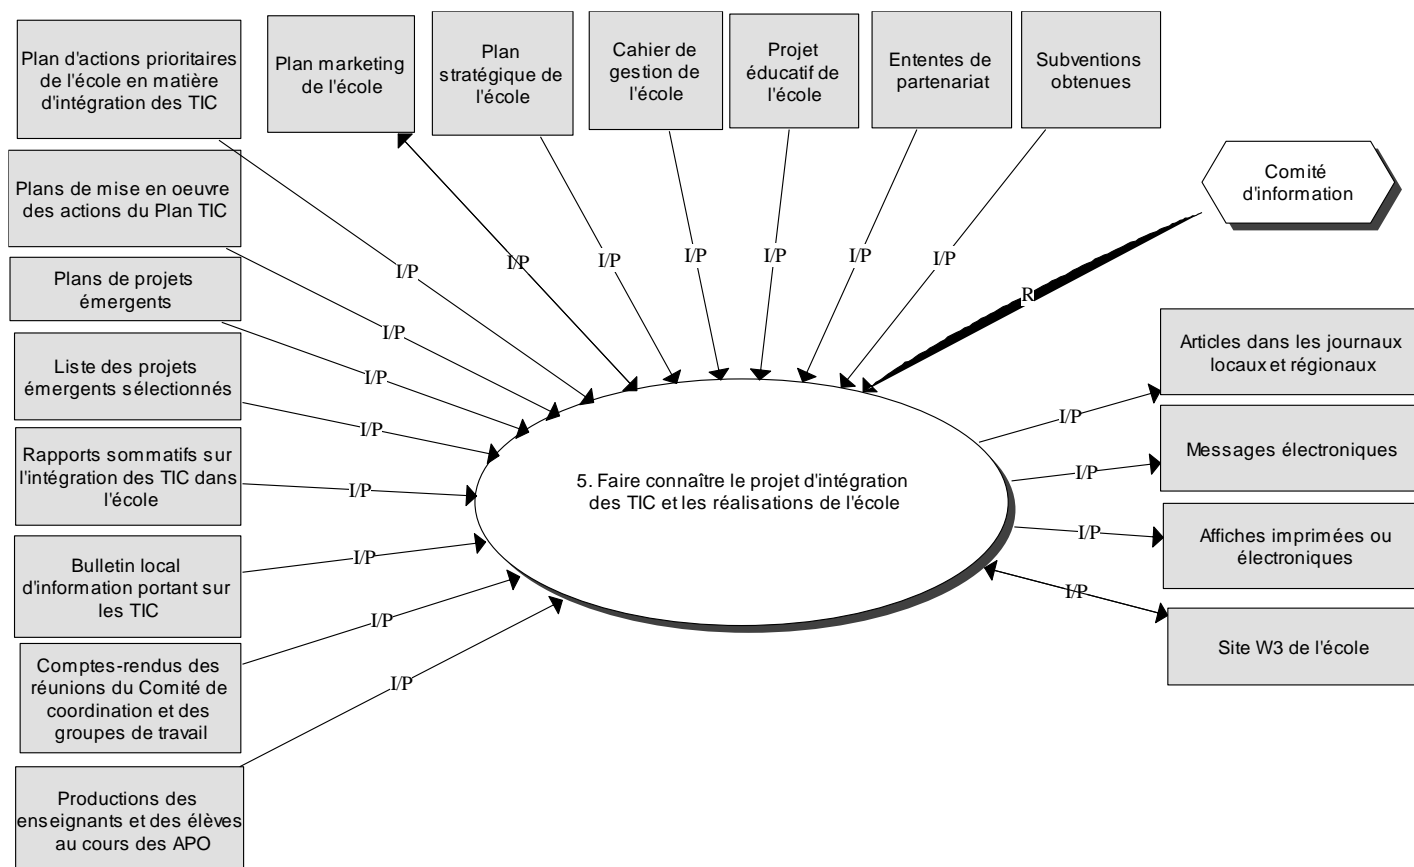 Plan d'actions prioritaires
de l'école en matière
d'intégration des TIC
Plan marketing
de l'école
Plan
stratégique de
l'école
Cahier de
gestion de
l'école
Projet
éducatif de
l'école
Ententes de
partenariat
Subventions
obtenues
Comité
d'information
Plans de mise en oeuvre
des actions du Plan TIC
Plans de projets
émergents
Liste des projets
émergents sélectionnés
Rapports sommatifs sur
l'intégration des TIC dans
l'école
Bulletin local
d'information portant sur
les TIC
Comptes-rendus des
réunions du Comité de
coordination et des
groupes de travail
Productions des
enseignants et des élèves
au cours des APO
I/P
I/P
I/P
I/P
I/P
I/P
I/P
R
I/P
I/P
I/P
I/P
I/P
I/P
I/P
5. Faire connaître le projet d'intégration
des TIC et les réalisations de l'école
I/P
I/P
I/P
I/P
Articles dans les journaux
locaux et régionaux
Messages électroniques
Affiches imprimées ou
électroniques
Site W3 de l'école